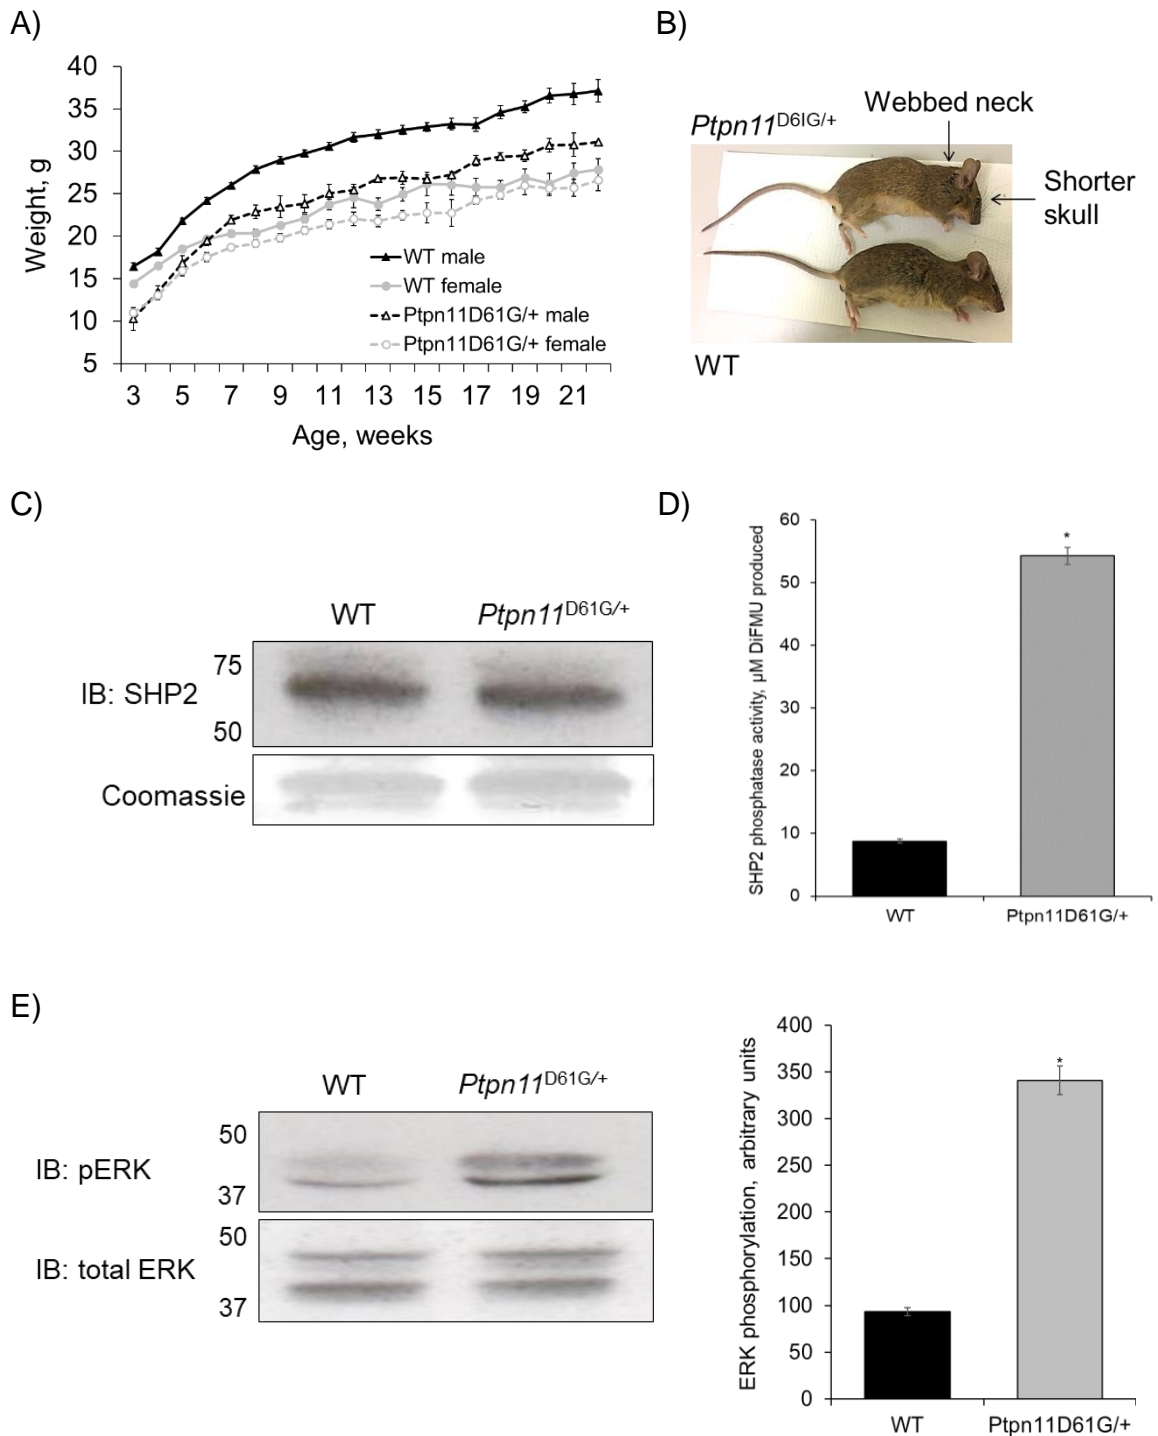 A)
40
35
30
25
20
15
10
5
Weight, g
WT male
WT female
Ptpn11D61G/+ male
Ptpn11D61G/+ female
3 5 7 9 11 13 15 17 19 21
Age, weeks
B)
Webbed neck
Ptpn11D6IG/+
Shorter
skull
WT
C)
WT Ptpn11D61G/+
75
IB: SHP2
50
Coomassie
D)
60
50
40
30
20
10
0
SHP2 phosphatase activity, µM DiFMU produced
*
WT Ptpn11D61G/+
E)
WT Ptpn11D61G/+
50
IB: pERK
37
50
IB: total ERK
37
400
350
300
250
200
150
100
50
0
ERK phosphorylation, arbitrary units
*
WT Ptpn11D61G/+